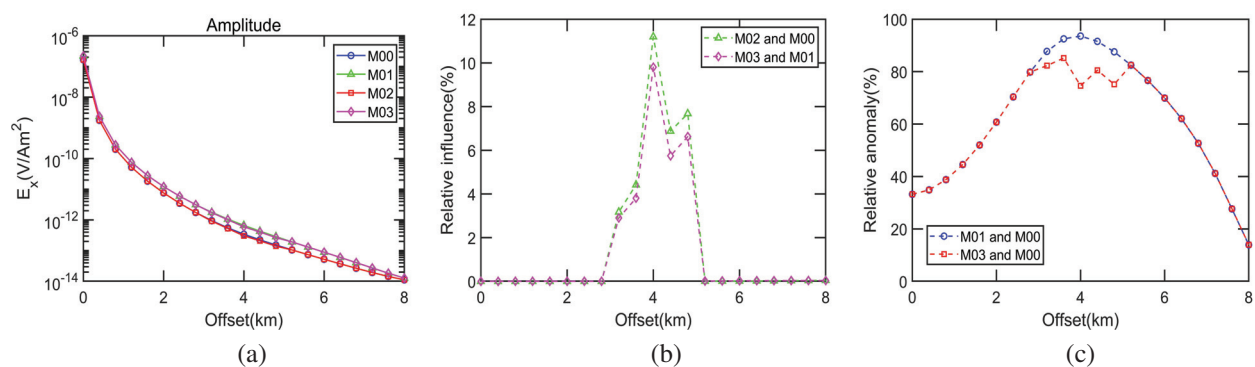 Amplitude
10^-6
10^-8
10^-10
10^-12
10^-14
E_x(V/Am^2)
M00
M01
M02
M03
0 2 4 6 8
Offset(km)
(a)
12
10
8
6
4
2
0
Relative influence(%)
M02 and M00
M03 and M01
0 2 4 6 8
Offset(km)
(b)
100
80
60
40
20
0
Relative anomaly(%)
M01 and M00
M03 and M00
0 2 4 6 8
Offset(km)
(c)